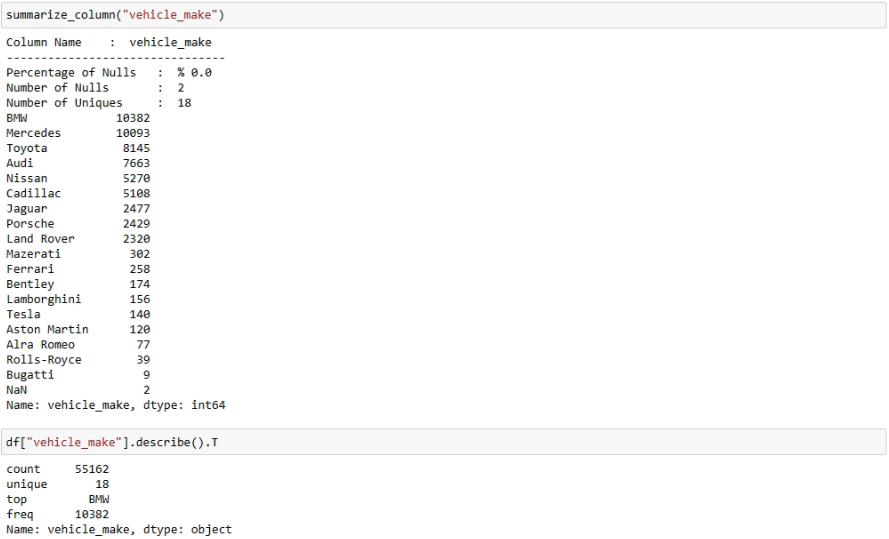 summarize_column("vehicle_make")
Column Name    :  vehicle_make
-------------------------------
Percentage of Nulls   :  % 0.0
Number of Nulls       :  2
Number of Uniques     :  18
BMW             10382
Mercedes        10093
Toyota           8145
Audi             7663
Nissan           5270
Cadillac         5108
Jaguar           2477
Porsche          2429
Land Rover       2320
Mazerati          302
Ferrari           258
Bentley           174
Lamborghini       156
Tesla             140
Aston Martin      120
Alra Romeo         77
Rolls-Royce        39
Bugatti             9
NaN                 2
Name: vehicle_make, dtype: int64
df["vehicle_make"].describe().T
count     55162
unique       18
top         BMW
freq      10382
Name: vehicle_make, dtype: object